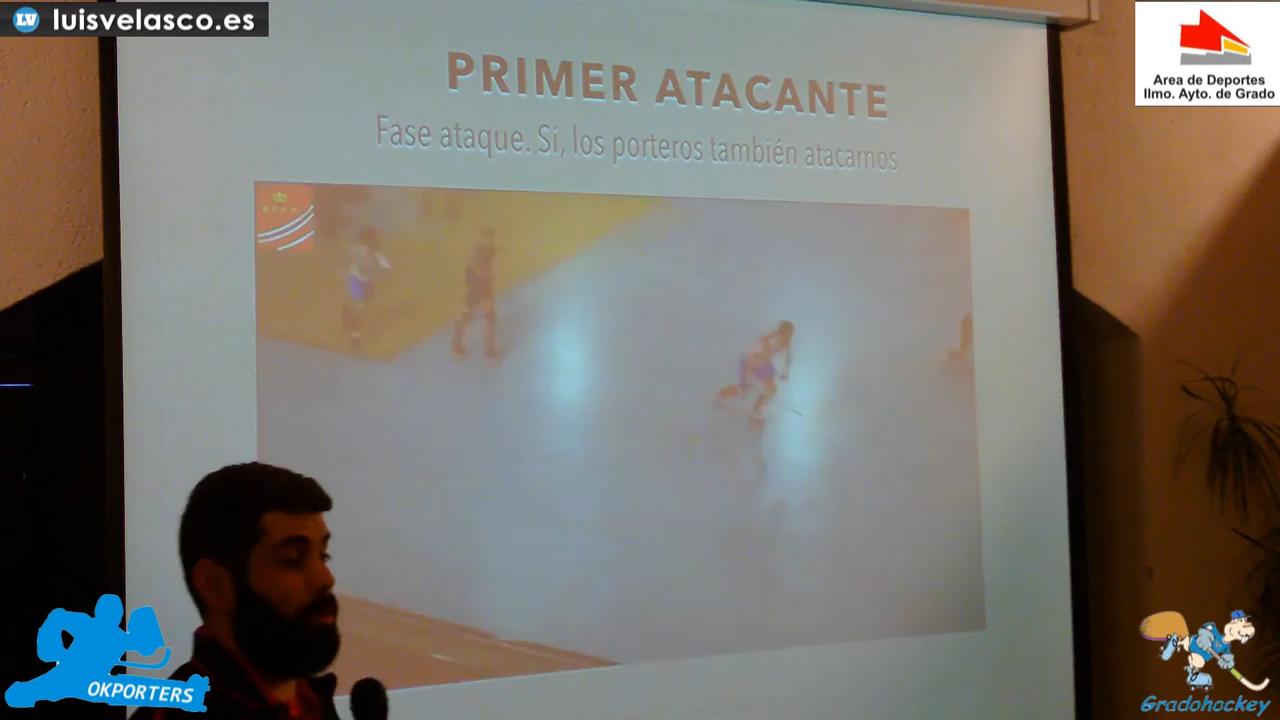 LV luisvelasco.es
PRIMER ATACANTE
Fase ataque. Si, los porteros también atacamos
Area de Deportes
Ilmo. Ayto. de Grado
OKPORTERS
Gradohockey